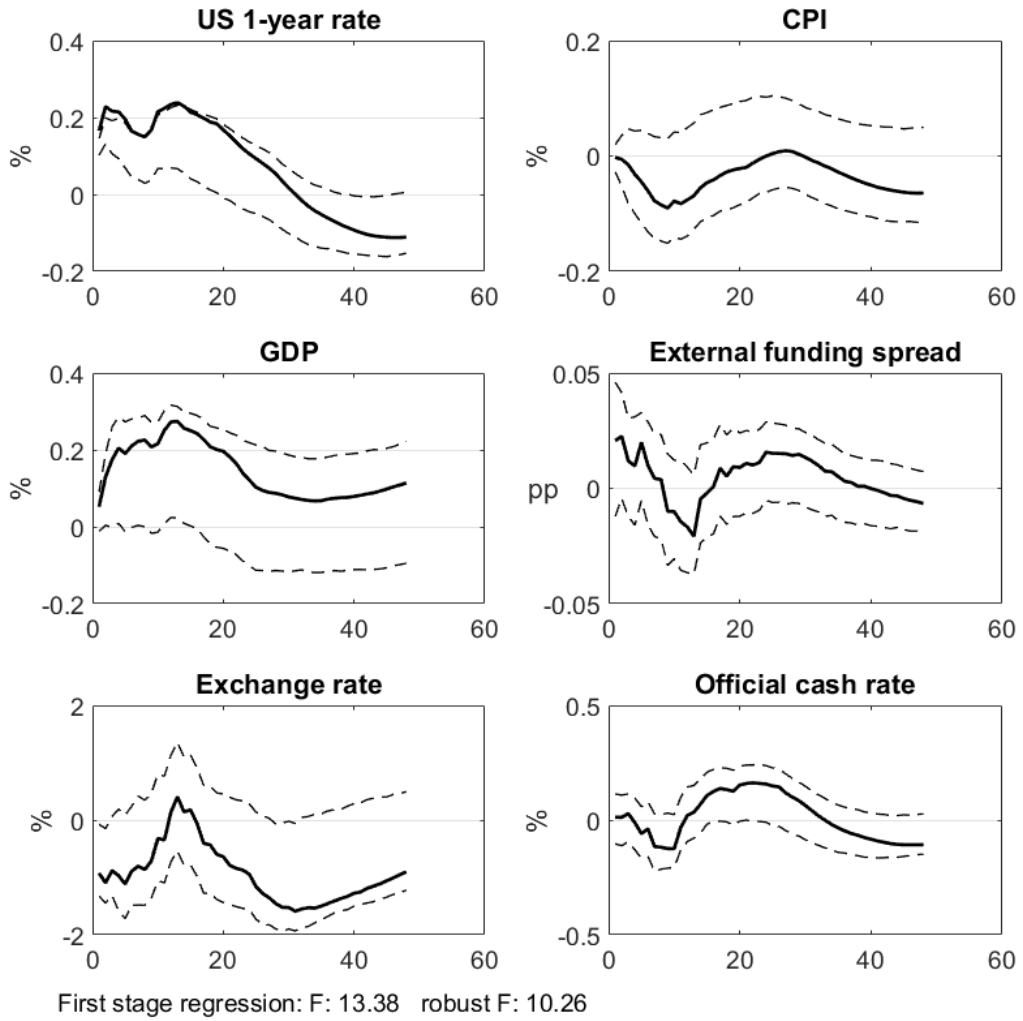 US 1-year rate
0.4
0.2
0
-0.2
%
0 20 40 60
CPI
0.2
0
-0.2
%
0 20 40 60
GDP
0.4
0.2
0
-0.2
%
0 20 40 60
External funding spread
0.05
0
-0.05
pp
0 20 40 60
Exchange rate
2
0
-2
%
0 20 40 60
Official cash rate
0.5
0
-0.5
%
0 20 40 60
First stage regression: F: 13.38 robust F: 10.26